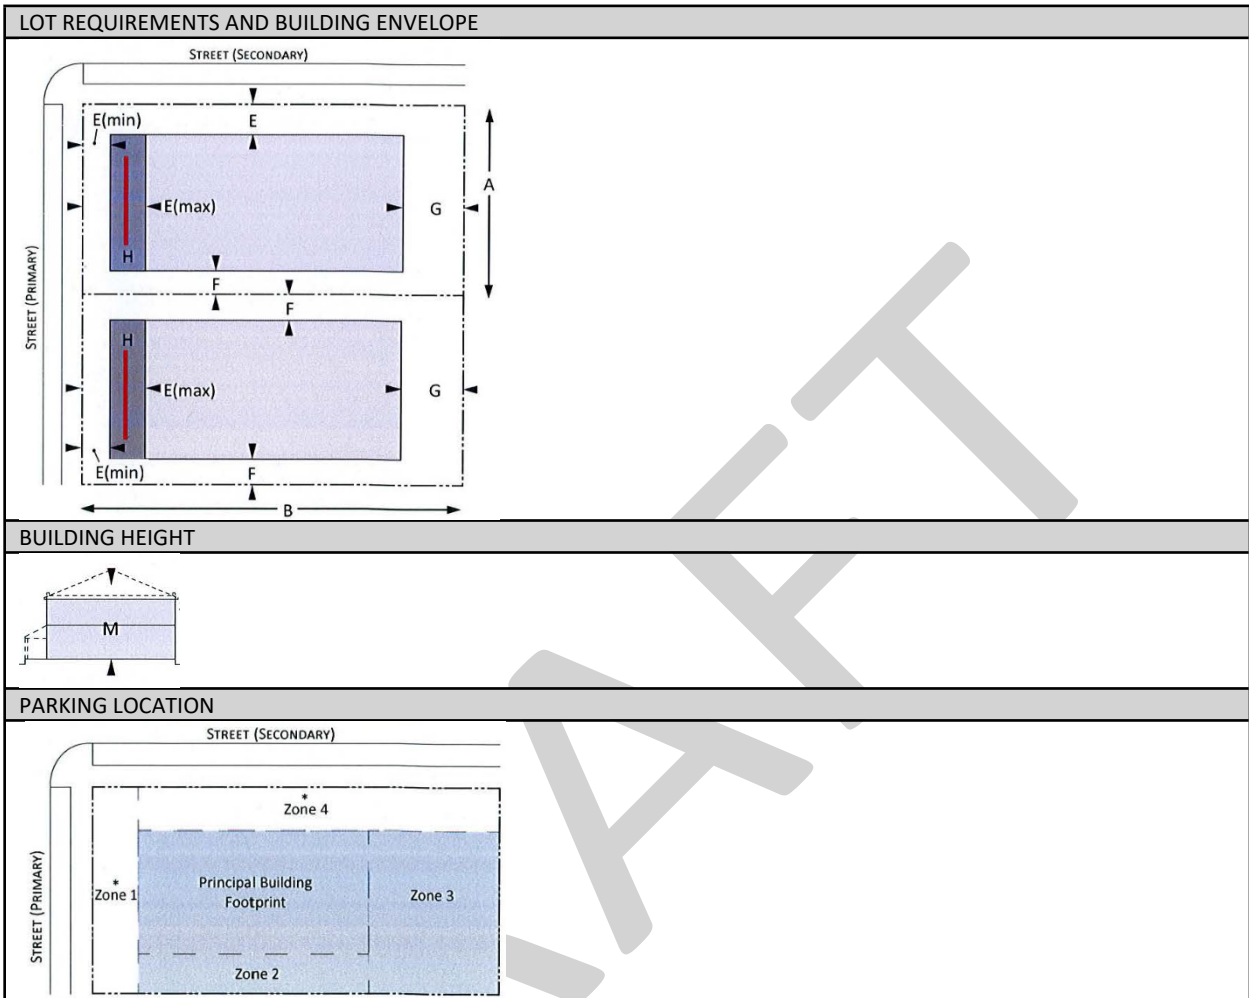 LOT REQUIREMENTS AND BUILDING ENVELOPE
STREET (SECONDARY)
E(min)
E
A
E(max)
G
H
F
STREET (PRIMARY)
F
H
E(max)
G
E(min)
F
B
BUILDING HEIGHT
M
PARKING LOCATION
STREET (SECONDARY)
*
Zone 4
STREET (PRIMARY)
*
Zone 1
Principal Building
Footprint
Zone 3
Zone 2
DRAFT